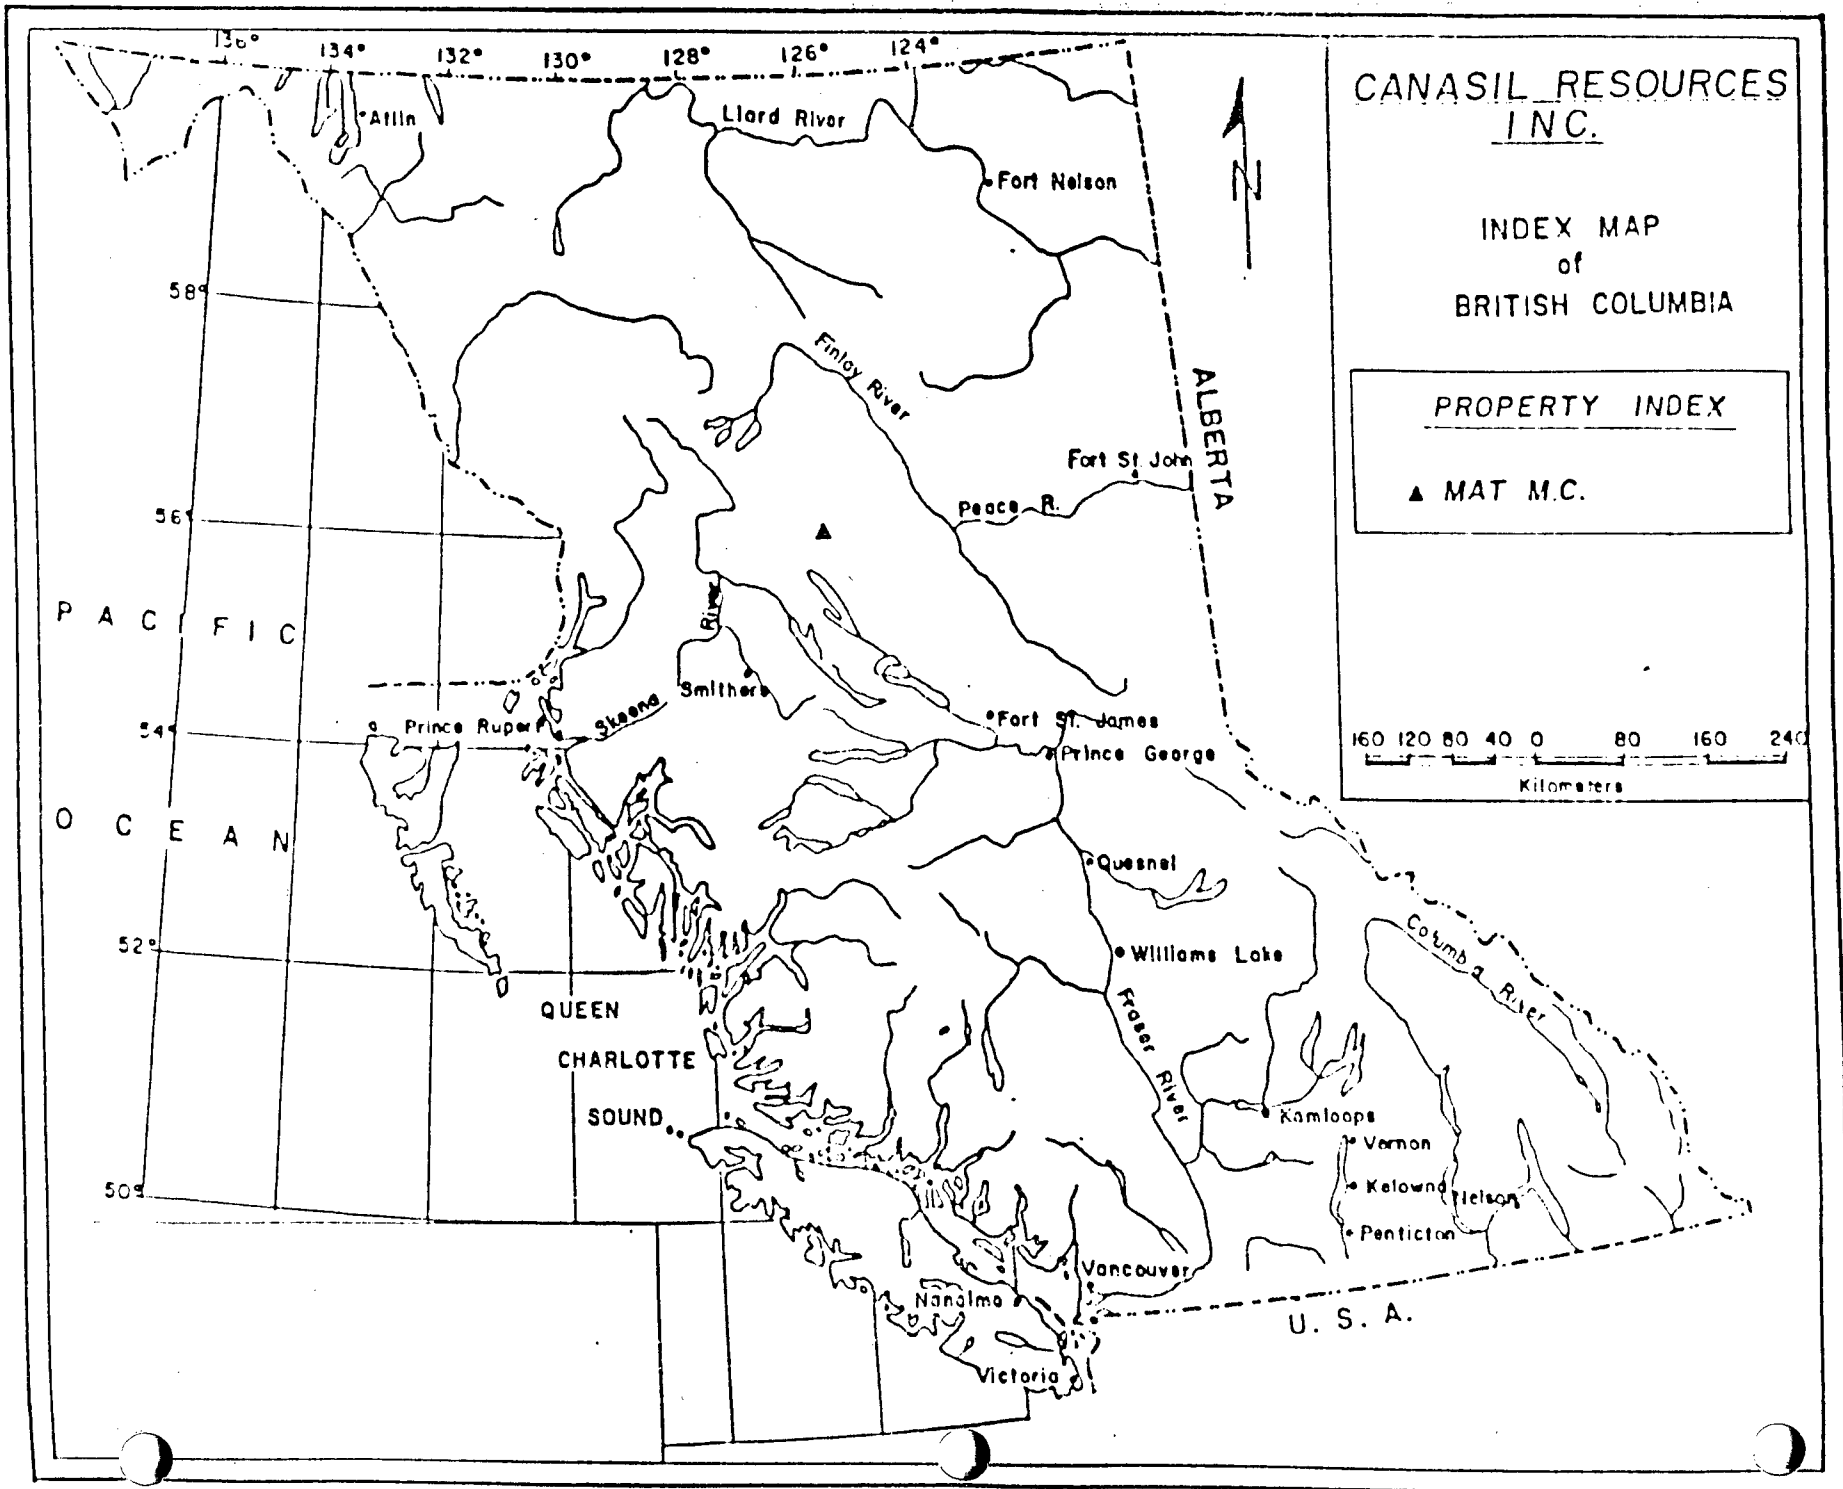 136° 134° 132° 130° 128° 126° 124°
CANASIL RESOURCES
INC.
INDEX MAP
of
BRITISH COLUMBIA
PROPERTY INDEX
▲ MAT M.C.
160 120 80 40 0 80 160 240
Kilometers
N
Atlin
Liard River
Fort Nelson
58°
Finlay River
ALBERTA
Fort St. John
Peace R.
56°
PACIFIC
OCEAN
River
Smithers
Skeena
54°
Prince Rupert
Fort St. James
Prince George
Quesnel
Columbia River
52°
Williams Lake
QUEEN
CHARLOTTE
SOUND
Fraser River
Kamloops
Vernon
50°
Kelowna
Nelson
Penticton
Vancouver
Nanaimo
U. S. A.
Victoria